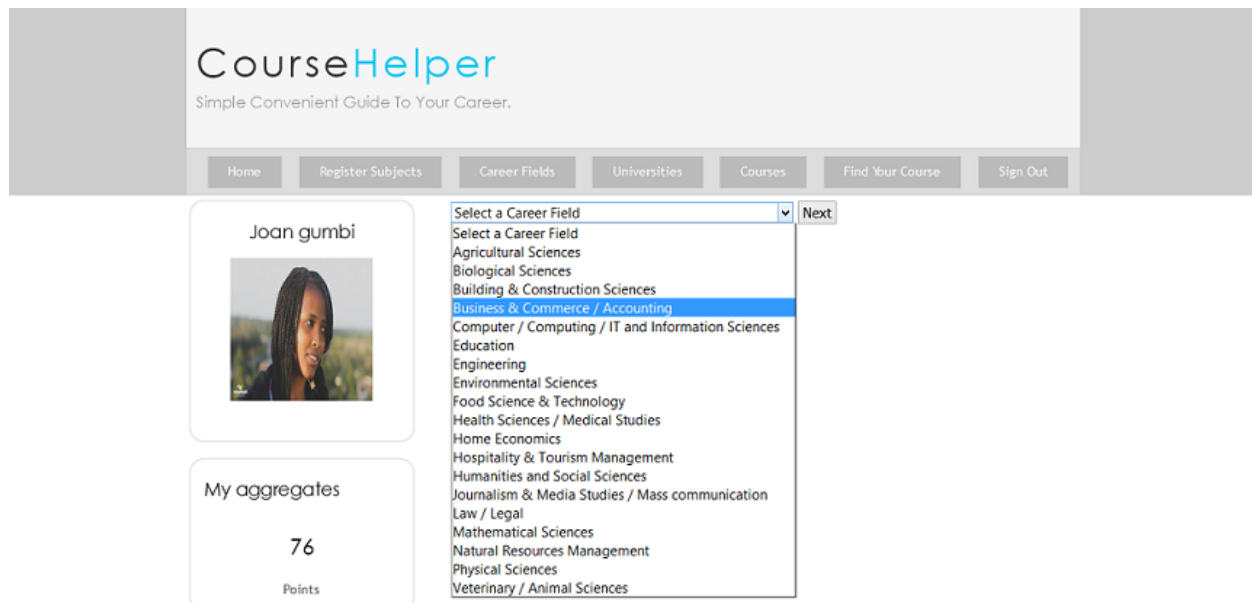 CourseHelper
Simple Convenient Guide To Your Career.
Home Register Subjects Career Fields Universities Courses Find Your Course Sign Out
Joan gumbi
My aggregates
76
Points
Select a Career Field Next
Select a Career Field
Agricultural Sciences
Biological Sciences
Building & Construction Sciences
Business & Commerce / Accounting
Computer / Computing / IT and Information Sciences
Education
Engineering
Environmental Sciences
Food Science & Technology
Health Sciences / Medical Studies
Home Economics
Hospitality & Tourism Management
Humanities and Social Sciences
Journalism & Media Studies / Mass communication
Law / Legal
Mathematical Sciences
Natural Resources Management
Physical Sciences
Veterinary / Animal Sciences